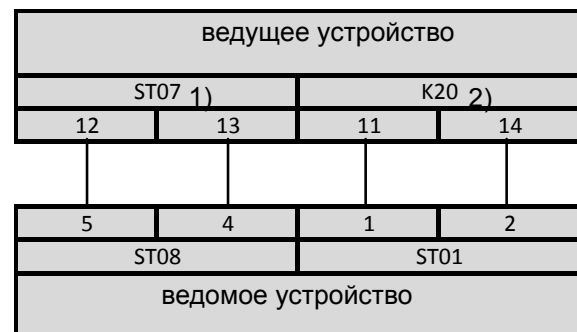 ведущее устройство
ST07 1) K20 2)
12 13 11 14
5 4 1 2
ST08 ST01
ведомое устройство